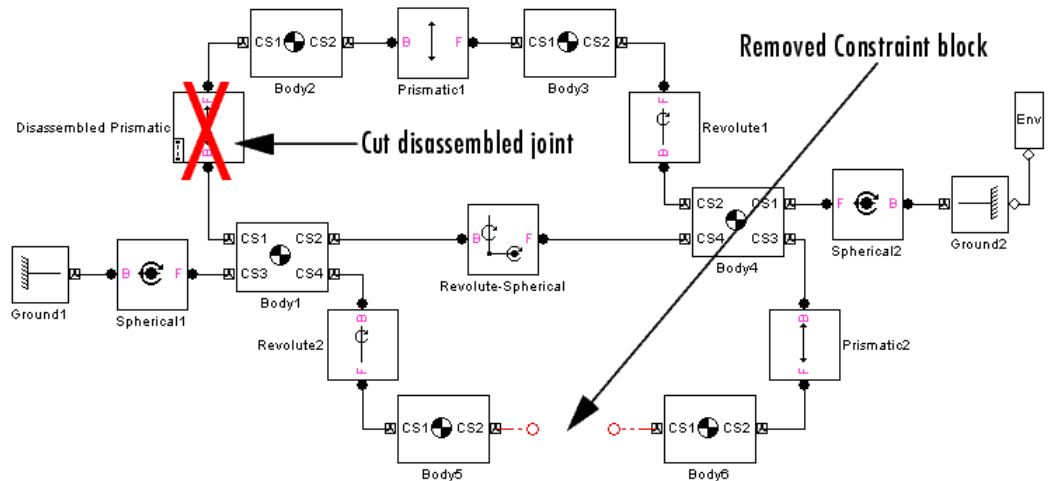 Removed Constraint block
CS1 CS2
Body2
B F
Prismatic1
CS1 CS2
Body3
Disassembled Prismatic
F
B
Cut disassembled joint
F
B
Revolute1
Env
Ground1
B F
Spherical1
CS1 CS2
CS3 CS4
Body1
B F
Revolute-Spherical
CS2 CS1
CS4 CS3
Body4
F B
Spherical2
Ground2
Revolute2
B
F
B
F
Prismatic2
CS1 CS2
Body5
CS1 CS2
Body6